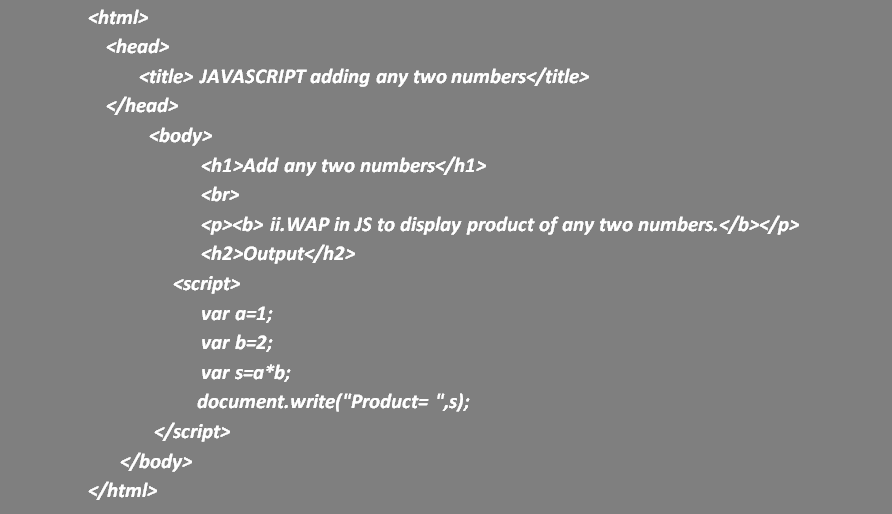 <html>
<head>
<title> JAVASCRIPT adding any two numbers</title>
</head>
<body>
<h1>Add any two numbers</h1>
<br>
<p><b> ii.WAP in JS to display product of any two numbers.</b></p>
<h2>Output</h2>
<script>
var a=1;
var b=2;
var s=a*b;
document.write("Product= ",s);
</script>
</body>
</html>